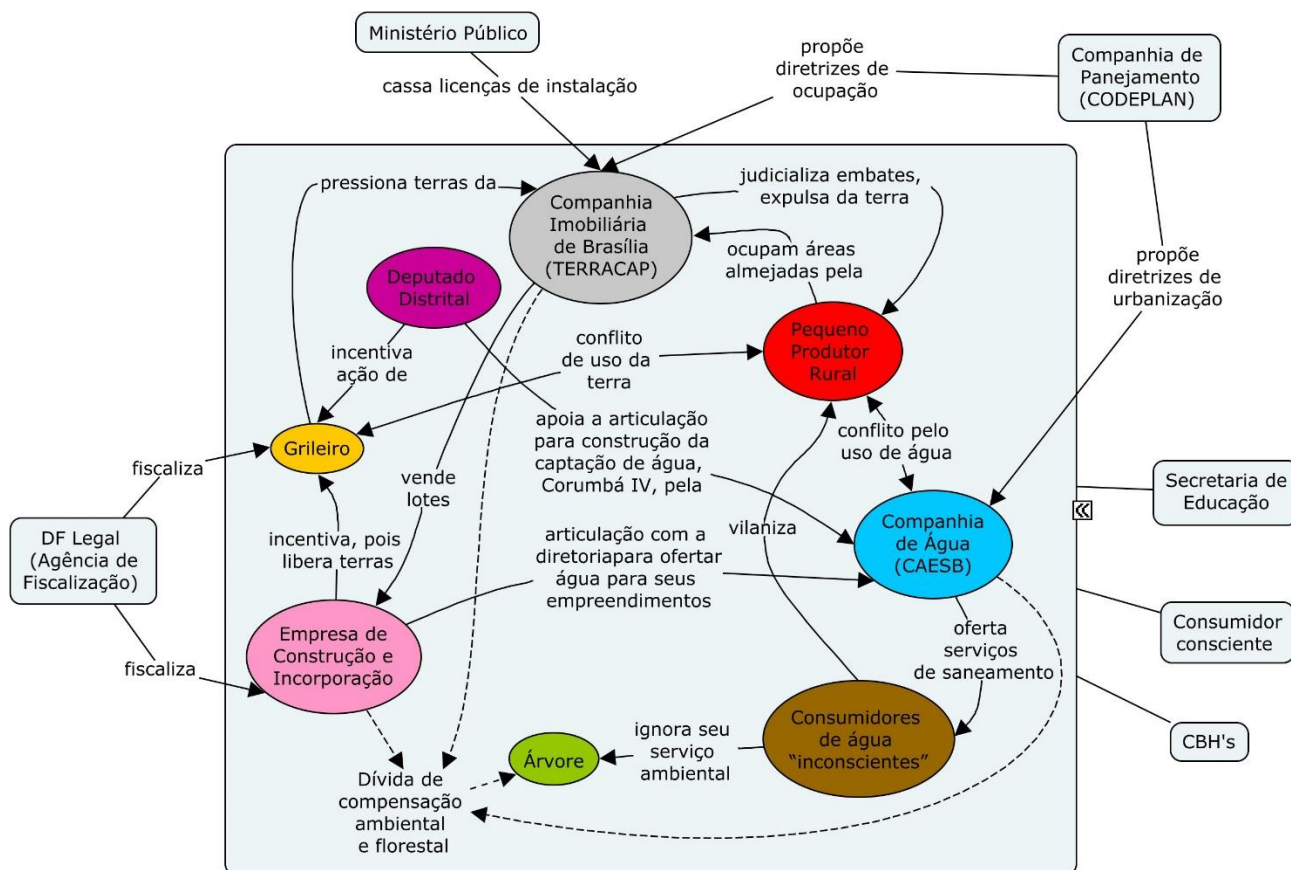 Ministério Público
cassa licenças de instalação
propõe
diretrizes de
ocupação
Companhia de
Panejamento
(CODEPLAN)
pressiona terras da
Companhia
Imobiliária
de Brasília
(TERRACAP)
judicializa embates,
expulsa da terra
ocupam áreas
almejadas pela
propõe
diretrizes de
urbanização
Deputado
Distrital
Pequeno
Produtor
Rural
incentiva
ação de
conflito
de uso da
terra
Grileiro
apoia a articulação
para construção da
captação de água,
Corumbá IV, pela
conflito pelo
uso de água
fiscaliza
vende
lotes
Secretaria de
Educação
DF Legal
(Agência de
Fiscalização)
incentiva, pois
libera terras
articulação com a
diretoriapara ofertar
água para seus
empreendimentos
vilaniza
Companhia
de Água
(CAESB)
Empresa de
Construção e
Incorporação
oferta
serviços
de saneamento
Consumidor
consciente
fiscaliza
Árvore
ignora seu
serviço
ambiental
Consumidores
de água
“inconscientes”
CBH's
Dívida de
compensação
ambiental
e florestal